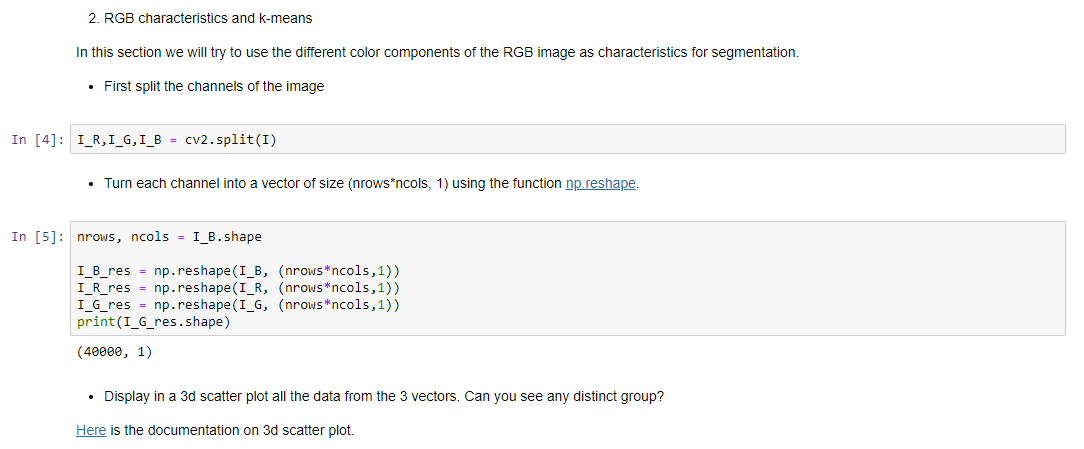 2. RGB characteristics and k-means
In this section we will try to use the different color components of the RGB image as characteristics for segmentation.
• First split the channels of the image
In [4]: I_R,I_G,I_B = cv2.split(I)
• Turn each channel into a vector of size (nrows*ncols, 1) using the function np.reshape.
In [5]: nrows, ncols = I_B.shape
I_B_res = np.reshape(I_B, (nrows*ncols,1))
I_R_res = np.reshape(I_R, (nrows*ncols,1))
I_G_res = np.reshape(I_G, (nrows*ncols,1))
print(I_G_res.shape)
(40000, 1)
• Display in a 3d scatter plot all the data from the 3 vectors. Can you see any distinct group?
Here is the documentation on 3d scatter plot.